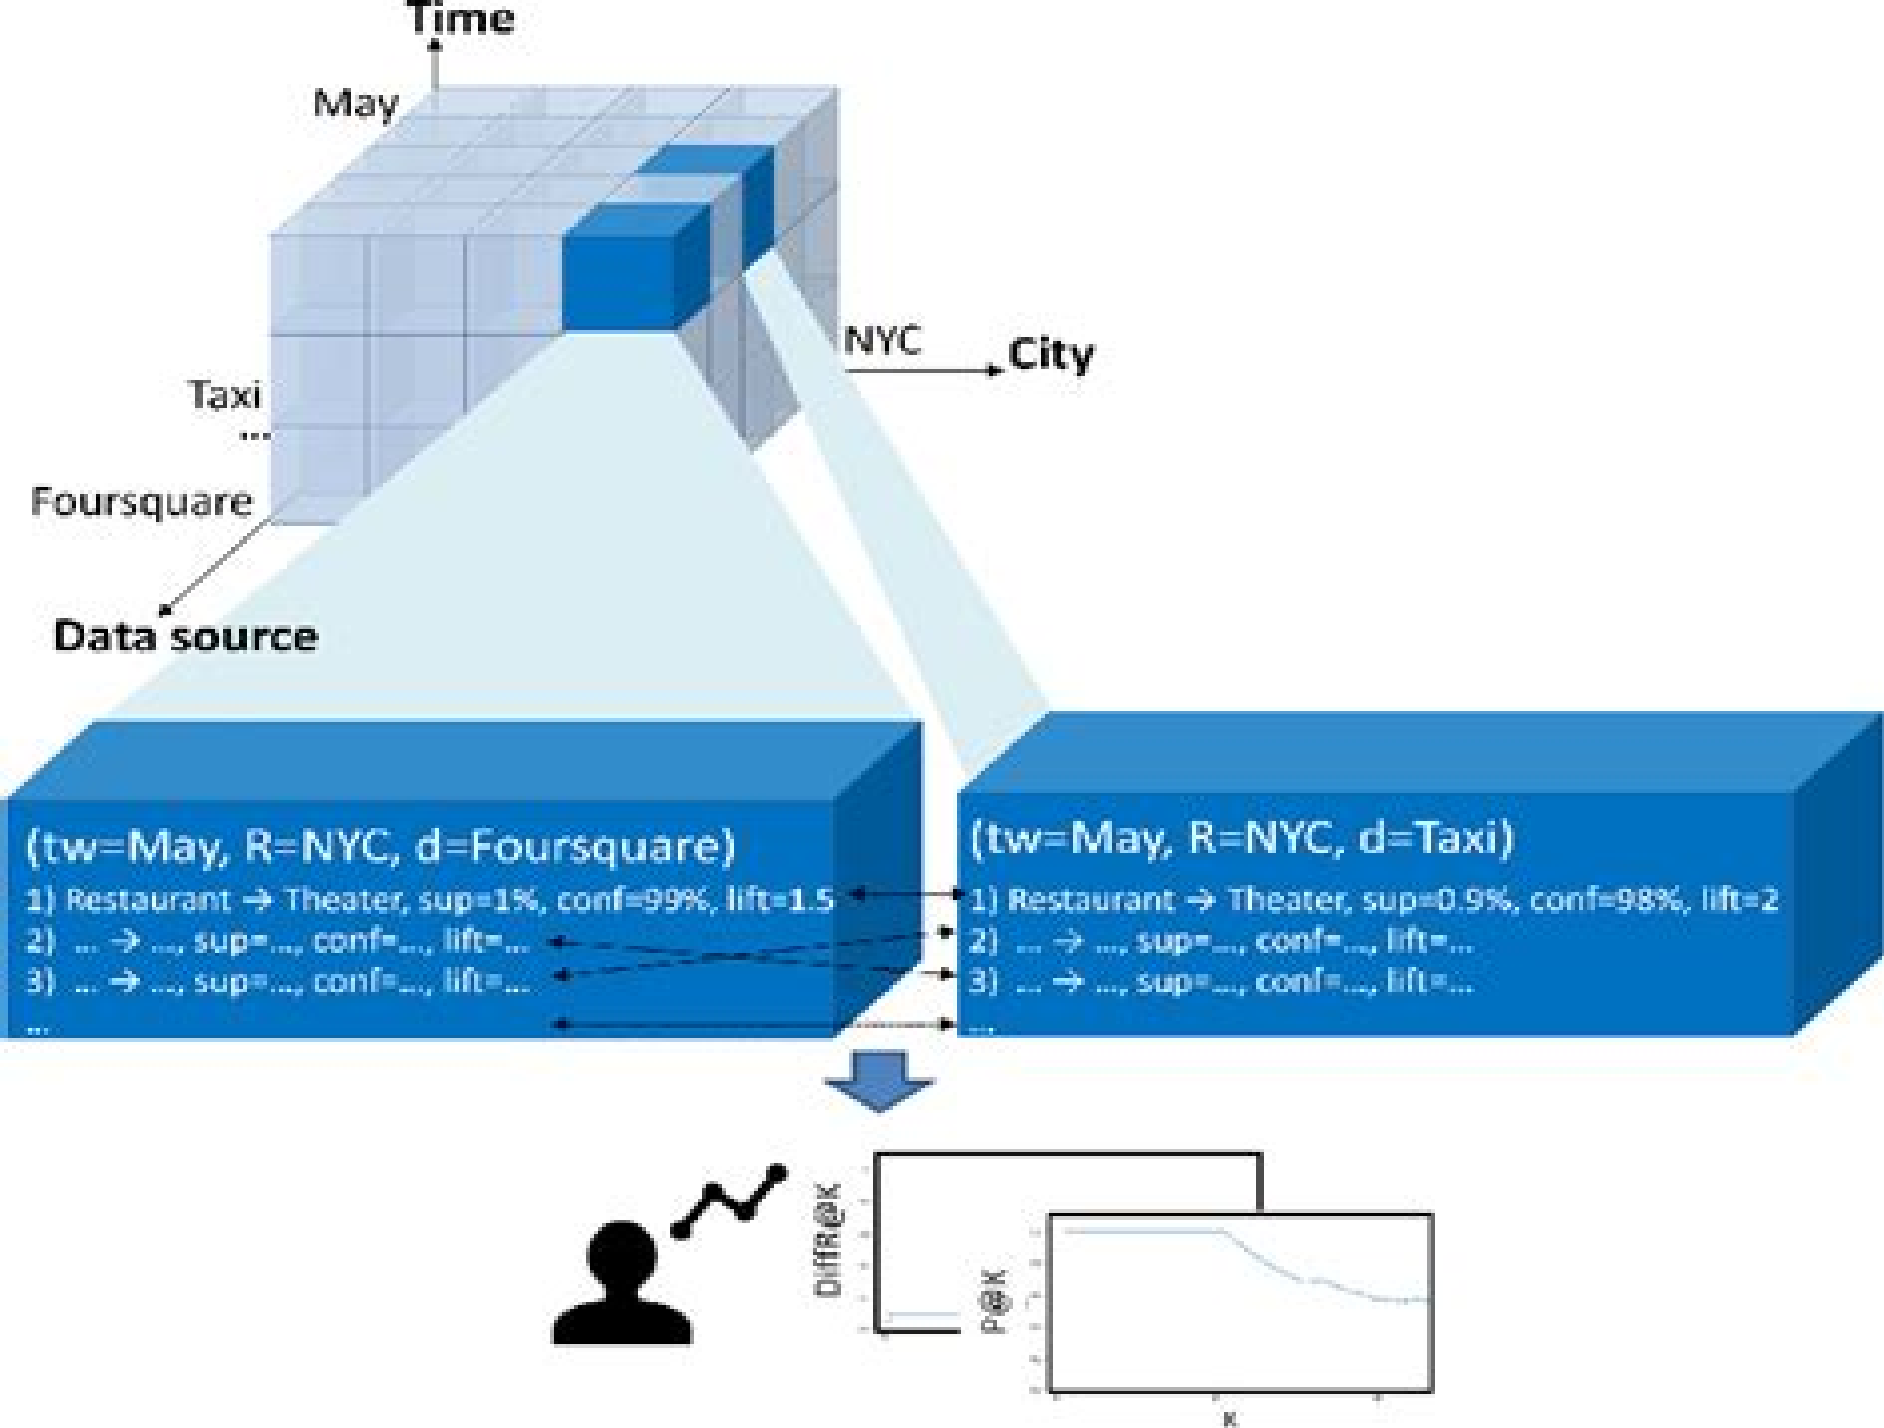 Time
May
NYC
City
Taxi
...
Foursquare
Data source
(tw=May, R=NYC, d=Foursquare)
1) Restaurant → Theater, sup=1%, conf=99%, lift=1.5
2) ... → ..., sup=..., conf=..., lift=...
3) ... → ..., sup=..., conf=..., lift=...
...
(tw=May, R=NYC, d=Taxi)
1) Restaurant → Theater, sup=0.9%, conf=98%, lift=2
2) ... → ..., sup=..., conf=..., lift=...
3) ... → ..., sup=..., conf=..., lift=...
...
DiffR@K
P@K
K